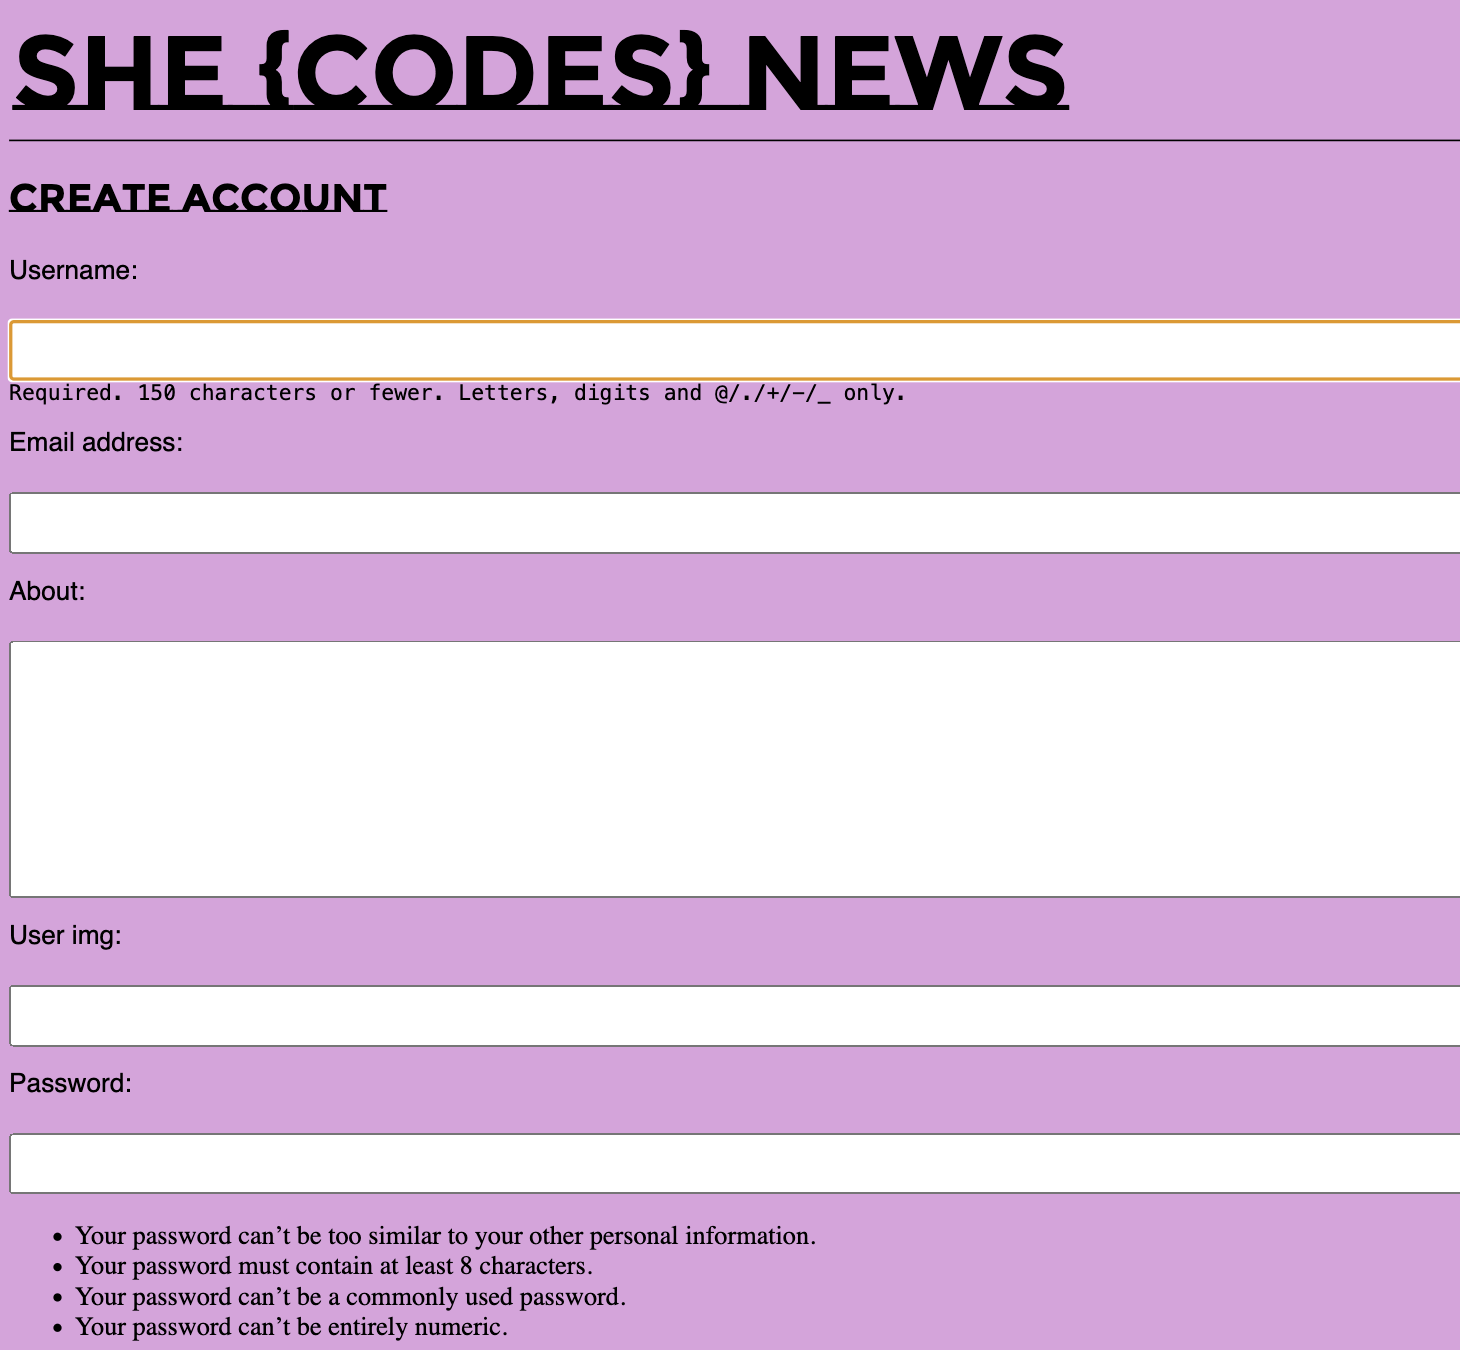 SHE {CODES} NEWS
CREATE ACCOUNT
Username:
Required. 150 characters or fewer. Letters, digits and @/./+/-/_ only.
Email address:
About:
User img:
Password:
• Your password can’t be too similar to your other personal information.
• Your password must contain at least 8 characters.
• Your password can’t be a commonly used password.
• Your password can’t be entirely numeric.